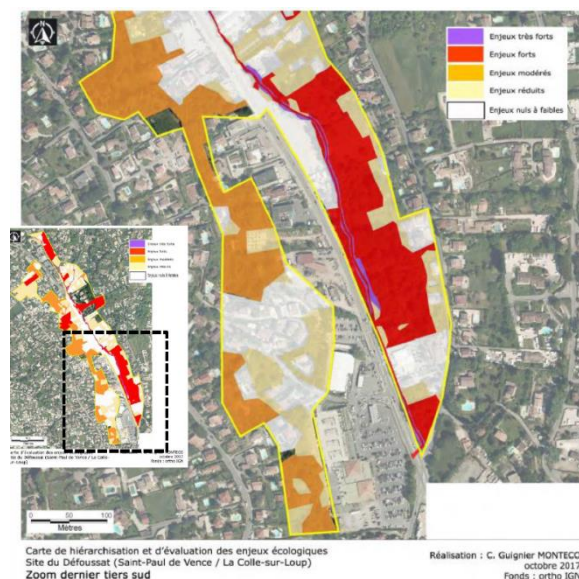 N
Enjeux très forts
Enjeux forts
Enjeux modérés
Enjeux réduits
Enjeux nuls à faibles
0 50 100
Mètres
Carte de hiérarchisation et d'évaluation des enjeux écologiques
Site du Défoussat (Saint-Paul de Vence / La Colle-sur-Loup)
Zoom dernier tiers sud
Réalisation : C. Guignier MONTECO
octobre 2017
Fonds : ortho IGN